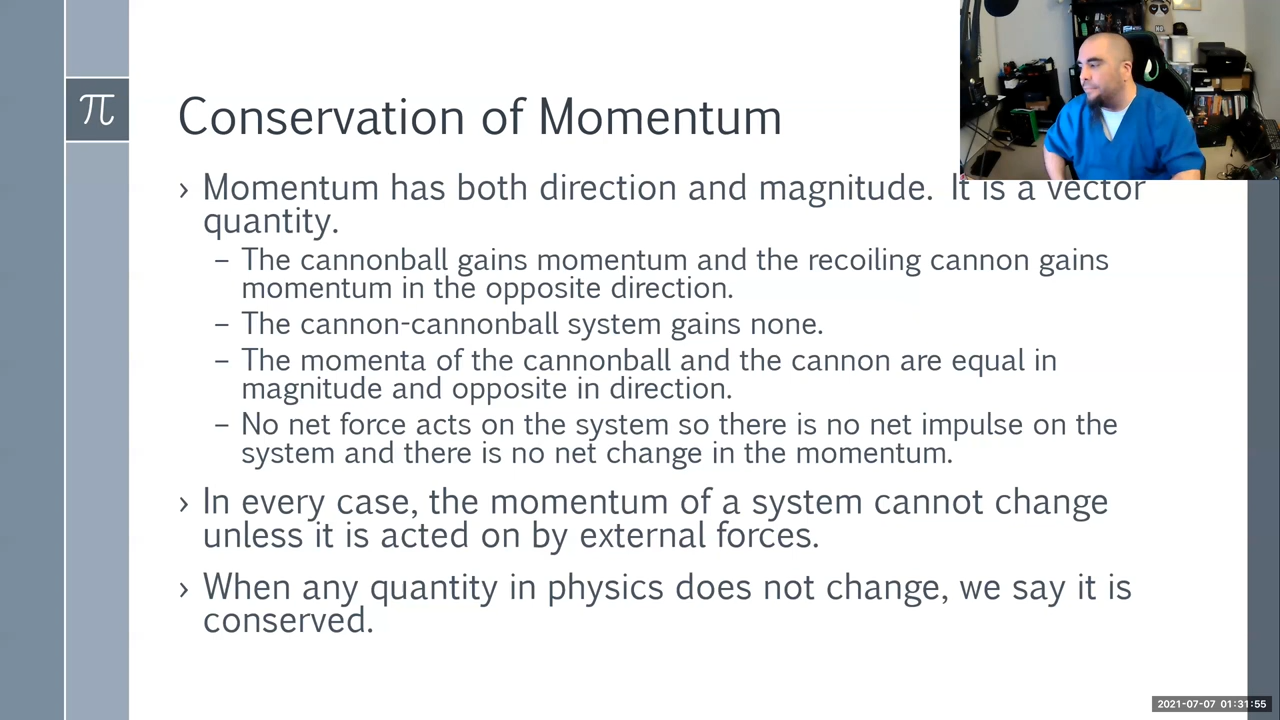 π
Conservation of Momentum
› Momentum has both direction and magnitude. It is a vector
quantity.
– The cannonball gains momentum and the recoiling cannon gains
momentum in the opposite direction.
– The cannon-cannonball system gains none.
– The momenta of the cannonball and the cannon are equal in
magnitude and opposite in direction.
– No net force acts on the system so there is no net impulse on the
system and there is no net change in the momentum.
› In every case, the momentum of a system cannot change
unless it is acted on by external forces.
› When any quantity in physics does not change, we say it is
conserved.
2021-07-07 01:31:55